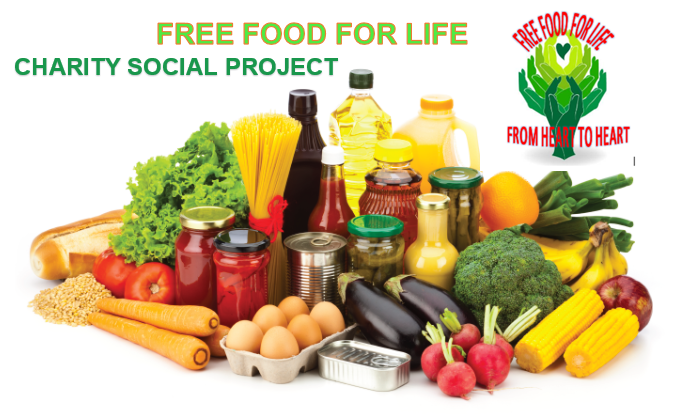 FREE FOOD FOR LIFE
CHARITY SOCIAL PROJECT
FREE FOOD FOR LIFE
FROM HEART TO HEART